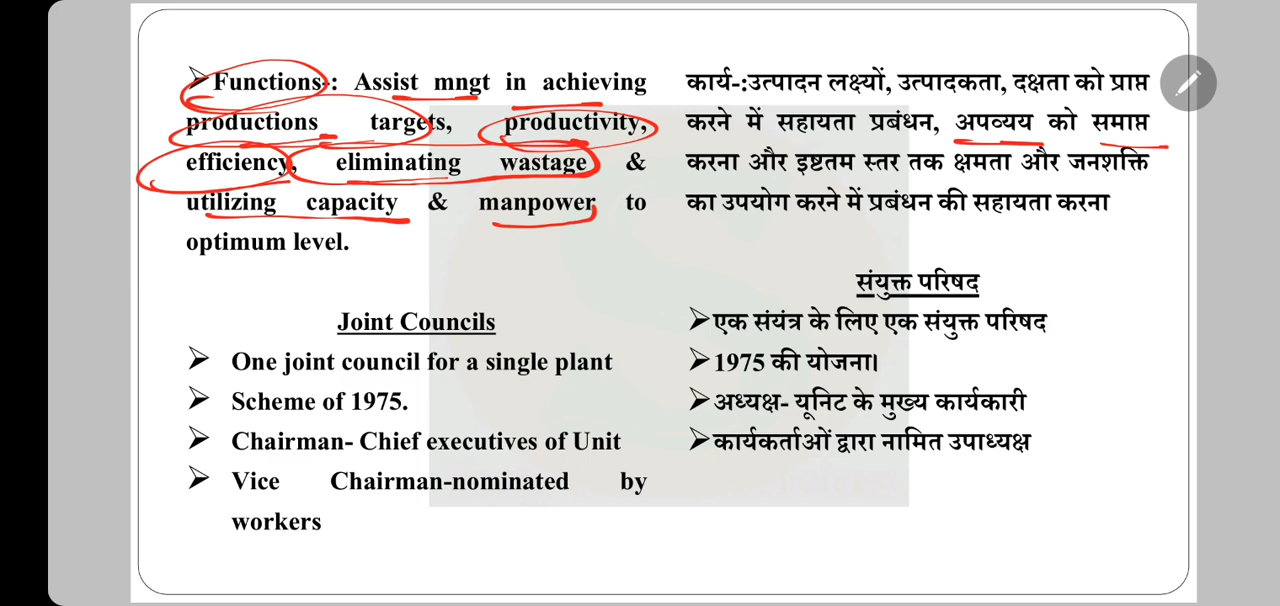 ➢Functions-: Assist mngt in achieving
productions targets, productivity,
efficiency, eliminating wastage &
utilizing capacity & manpower to
optimum level.
Joint Councils
➢ One joint council for a single plant
➢ Scheme of 1975.
➢ Chairman- Chief executives of Unit
➢ Vice Chairman-nominated by
workers
कार्य-:उत्पादन लक्ष्यों, उत्पादकता, दक्षता को प्राप्त
करने में सहायता प्रबंधन, अपव्यय को समाप्त
करना और इष्टतम स्तर तक क्षमता और जनशक्ति
का उपयोग करने में प्रबंधन की सहायता करना
संयुक्त परिषद
➢एक संयंत्र के लिए एक संयुक्त परिषद
➢1975 की योजना।
➢अध्यक्ष- यूनिट के मुख्य कार्यकारी
➢कार्यकर्ताओं द्वारा नामित उपाध्यक्ष